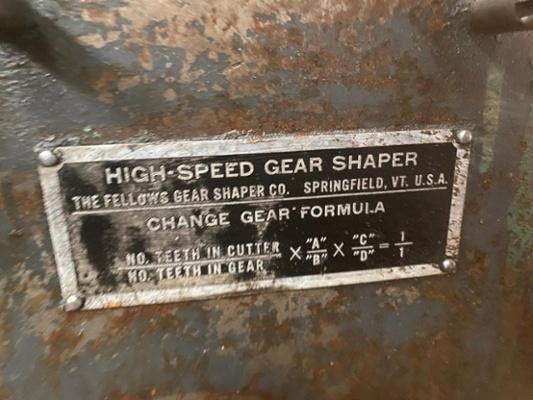 HIGH-SPEED GEAR SHAPER
THE FELLOWS GEAR SHAPER CO. SPRINGFIELD, VT. U.S.A.
CHANGE GEAR FORMULA
NO. TEETH IN CUTTER / NO. TEETH IN GEAR × "A"/"B" × "C"/"D" = 1/1